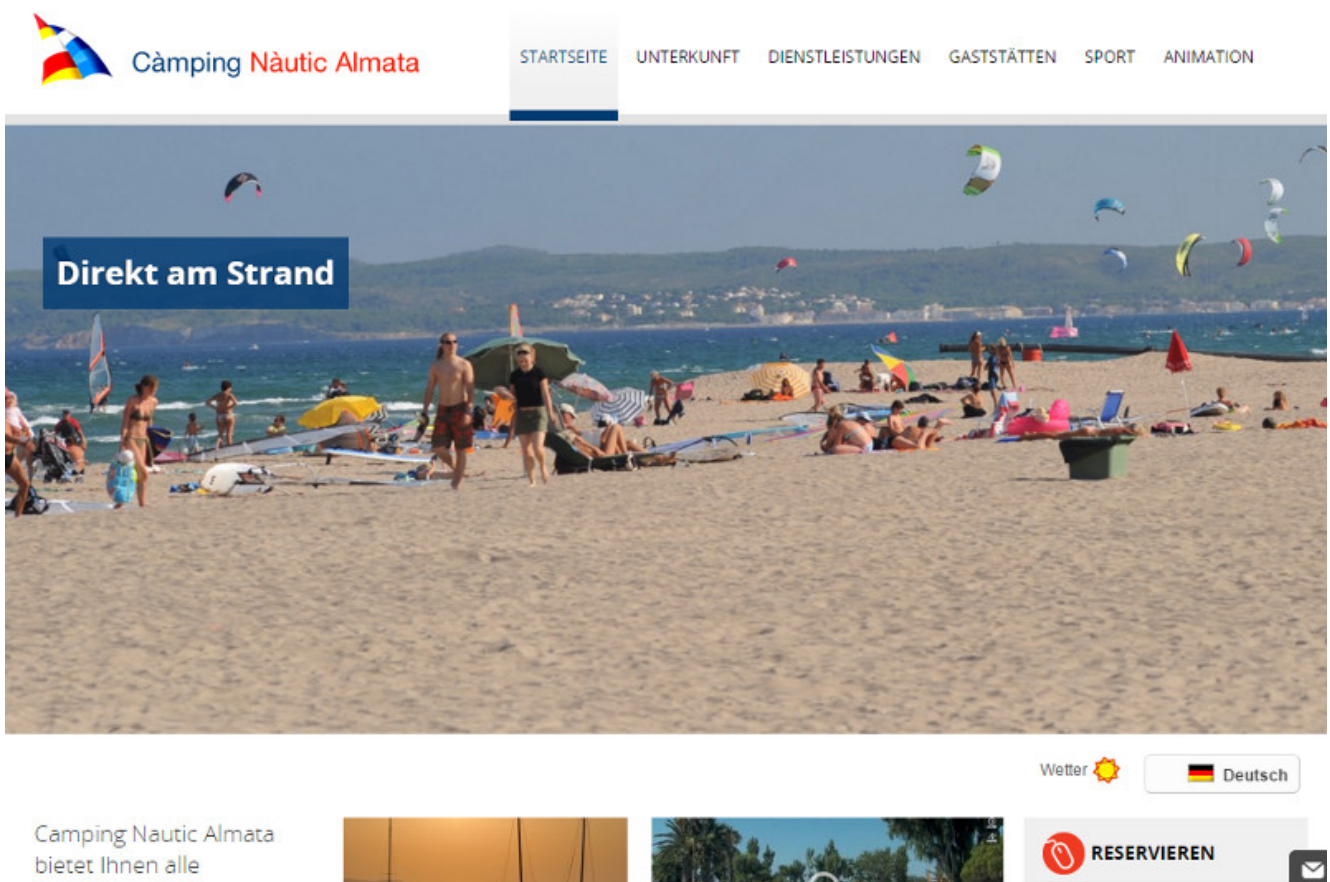 Càmping Nàutic Almata
STARTSEITE UNTERKUNFT DIENSTLEISTUNGEN GASTSTÄTTEN SPORT ANIMATION
Direkt am Strand
Wetter
Deutsch
Camping Nautic Almata
bietet Ihnen alle
RESERVIEREN